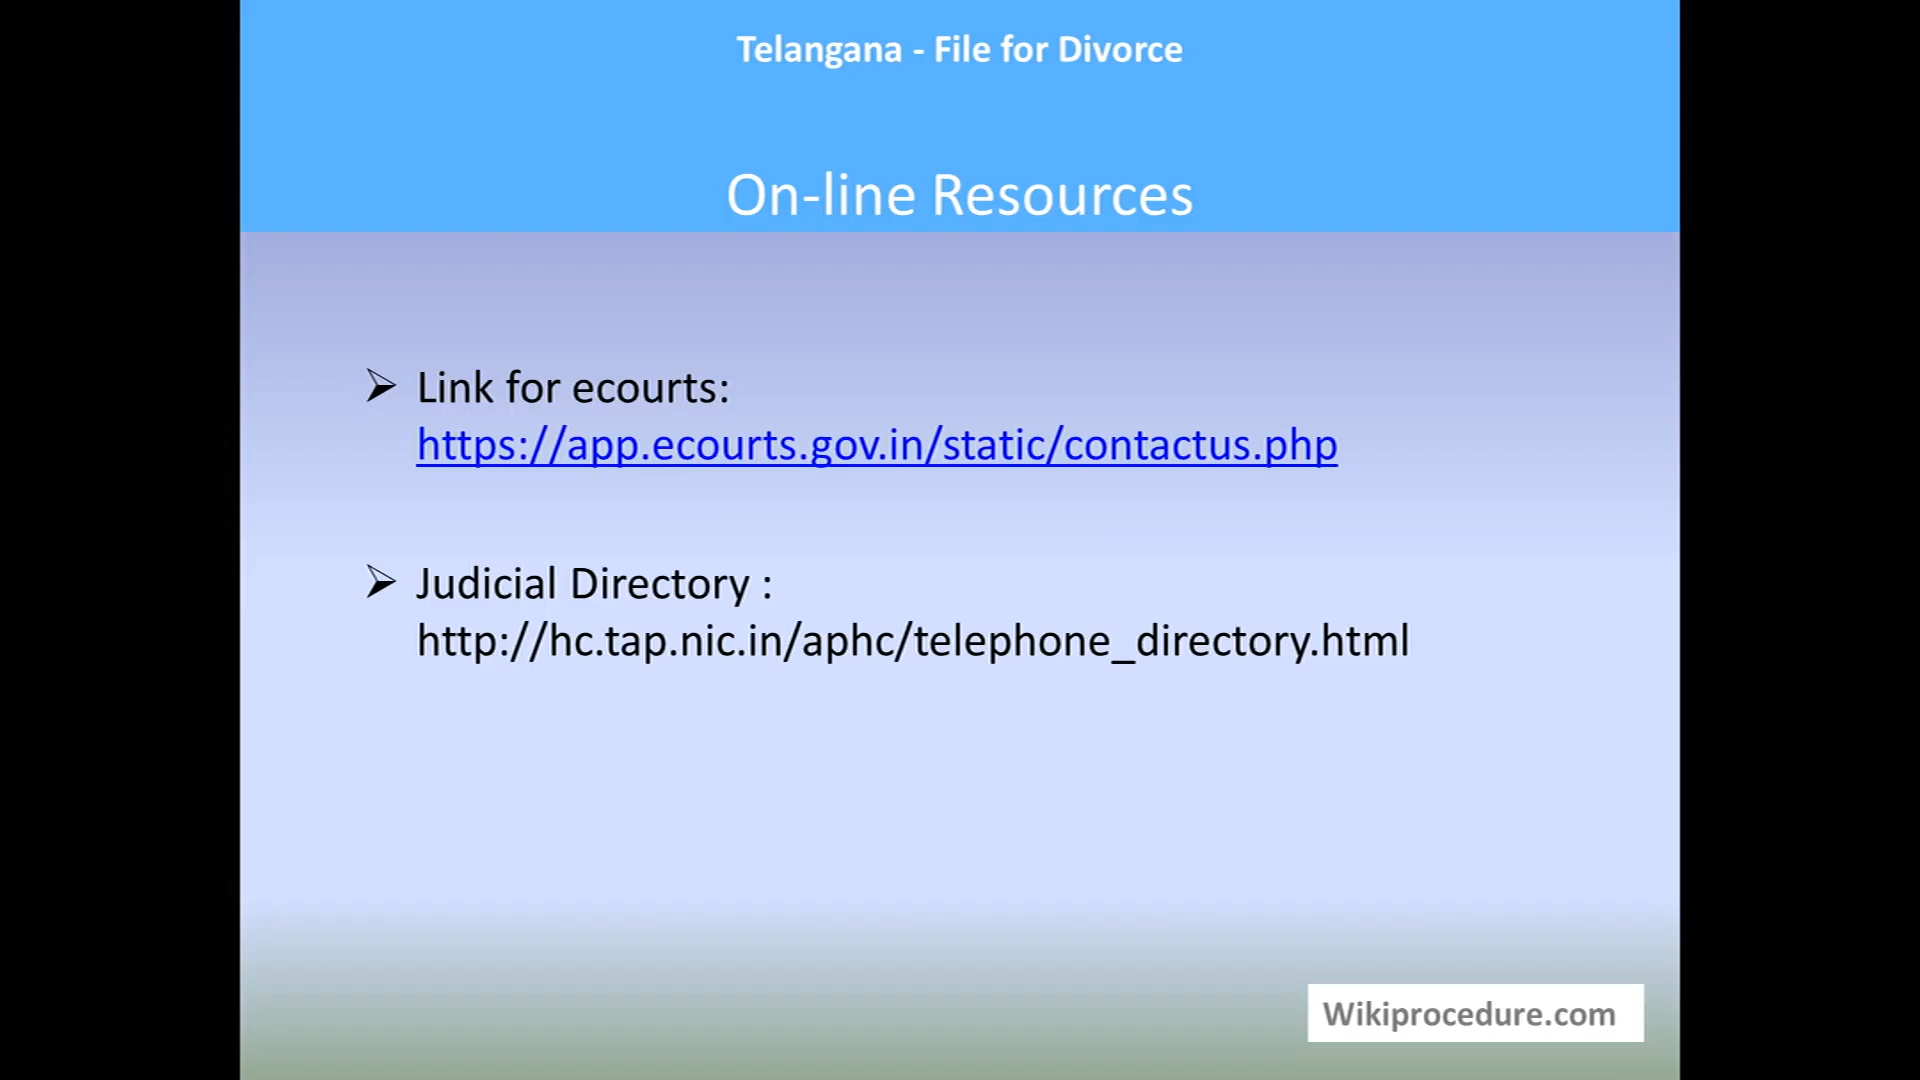 Telangana - File for Divorce
On-line Resources
➢ Link for ecourts:
https://app.ecourts.gov.in/static/contactus.php
➢ Judicial Directory :
http://hc.tap.nic.in/aphc/telephone_directory.html
Wikiprocedure.com